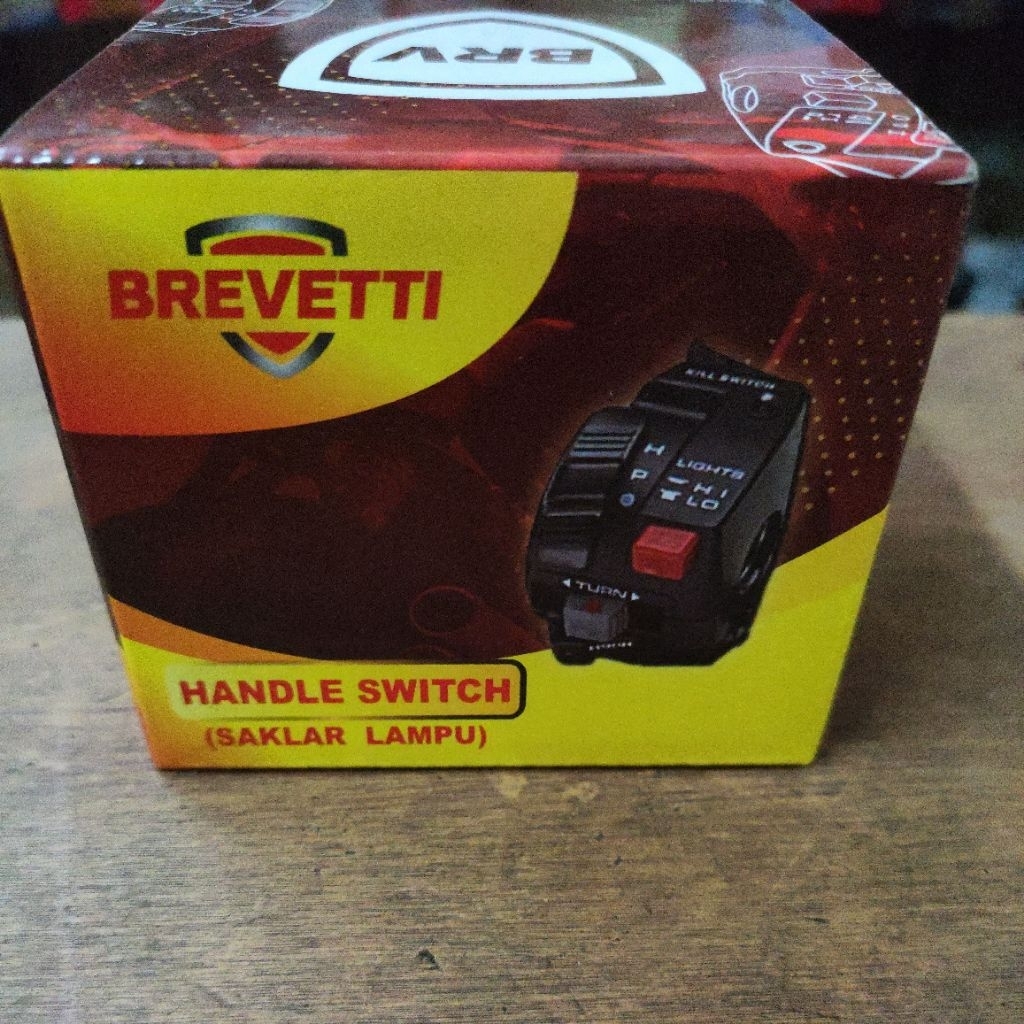 BRV
BREVETTI
KILL SWITCH
H
LIGHTS
P
HI
LO
TURN
HANDLE SWITCH
(SAKLAR LAMPU)